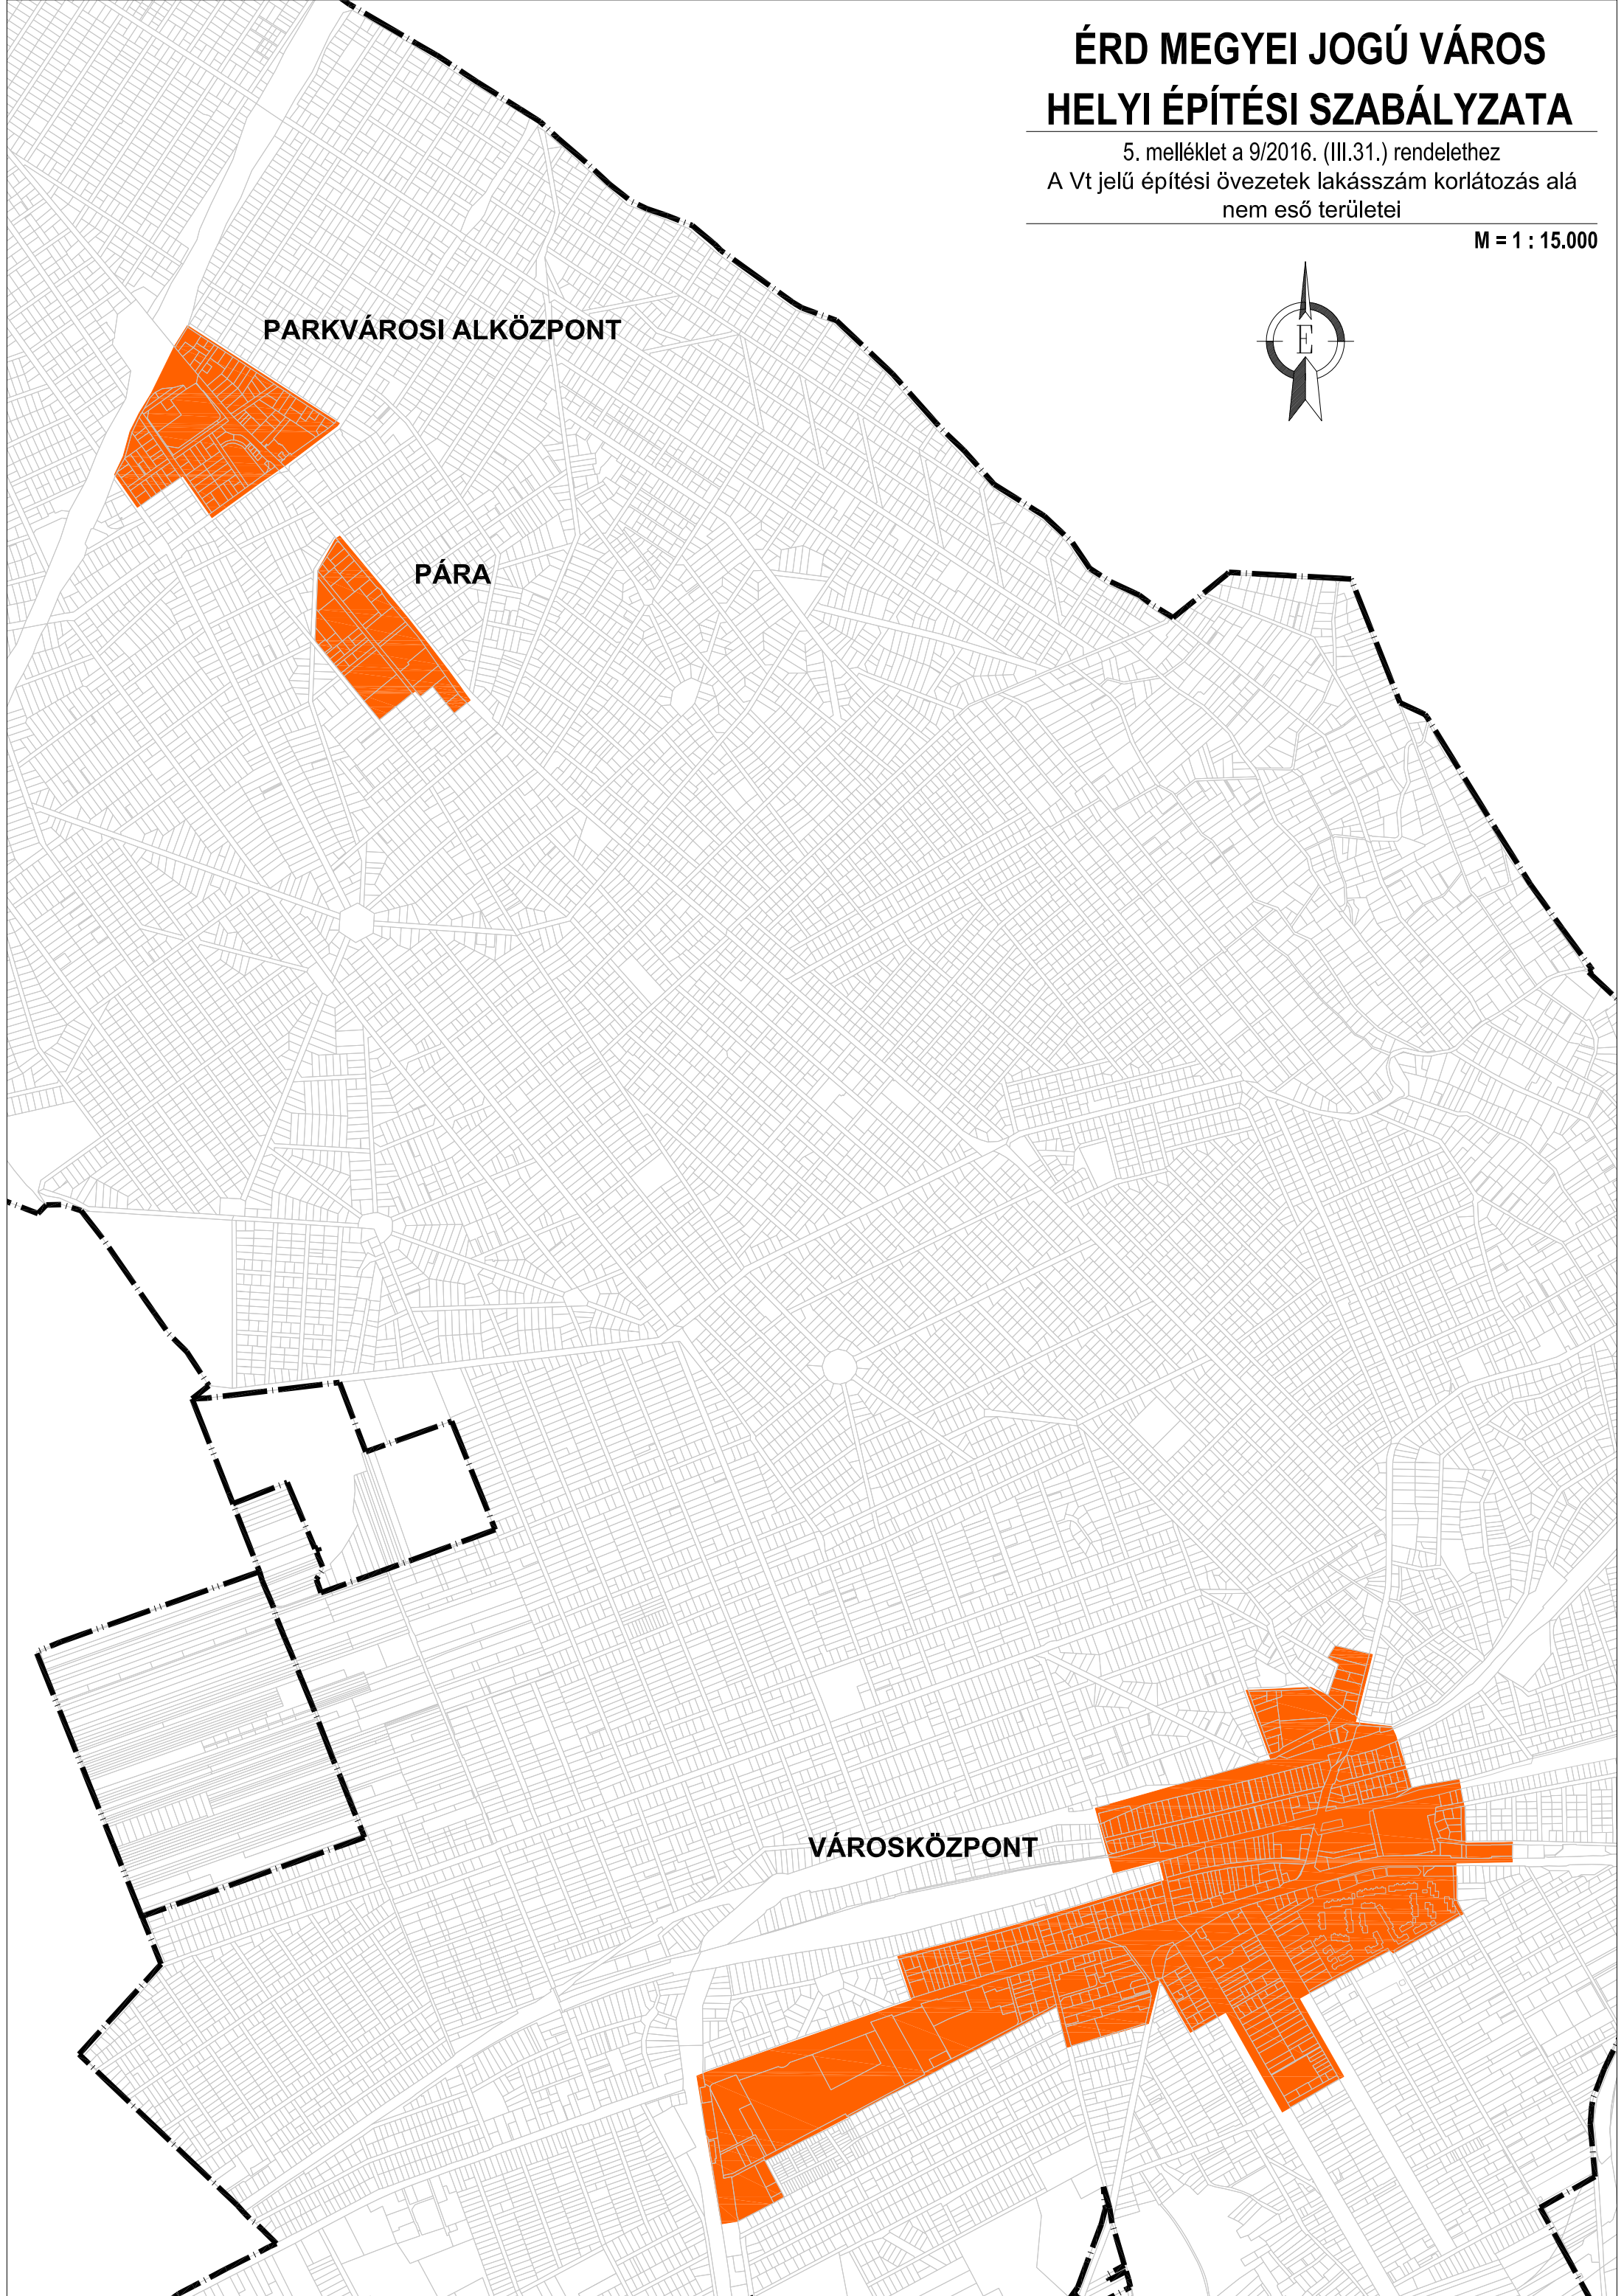 ÉRD MEGYEI JOGÚ VÁROS
HELYI ÉPÍTÉSI SZABÁLYZATA
5. melléklet a 9/2016. (III.31.) rendelethez
A Vt jelű építési övezetek lakásszám korlátozás alá
nem eső területei
M = 1 : 15.000
É
PARKVÁROSI ALKÖZPONT
PÁRA
VÁROSKÖZPONT